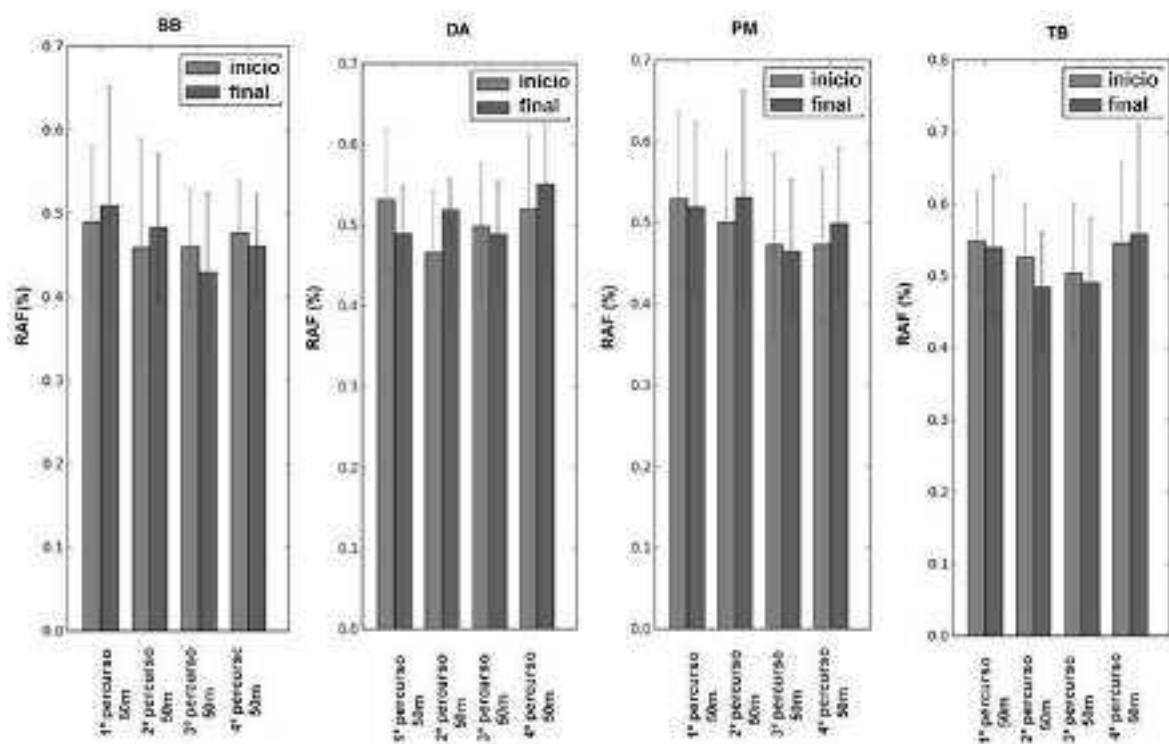 BB
0.7
0.6
0.5
0.4
0.3
0.2
0.1
0.0
RAF(%)
inicio
final
1º percurso
50m
2º percurso
50m
3º percurso
50m
4º percurso
50m
DA
0.7
0.6
0.5
0.4
0.3
0.2
0.1
0.0
RAF (%)
inicio
final
percurso
50m
2º percurso
50m
3º percurso
50m
4º percurso
50m
PM
0.7
0.6
0.5
0.4
0.3
0.2
0.1
0.0
RAF (%)
inicio
final
1º percurso
50m
2º percurso
50m
3º percurso
50m
4º percurso
50m
TB
0.8
0.7
0.6
0.5
0.4
0.3
0.2
0.1
0.0
RAF (%)
inicio
final
1º percurso
50m
2º percurso
50m
3º percurso
50m
4º percurso
50m